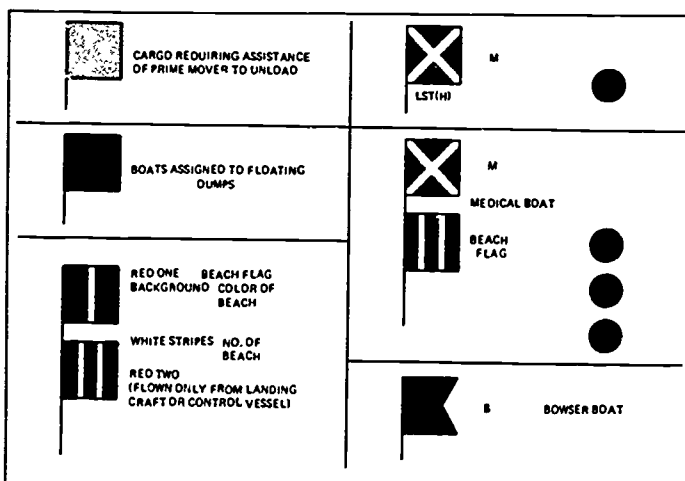 CARGO REQUIRING ASSISTANCE
OF PRIME MOVER TO UNLOAD
BOATS ASSIGNED TO FLOATING
DUMPS
RED ONE BEACH FLAG
BACKGROUND COLOR OF
BEACH
WHITE STRIPES NO. OF
BEACH
RED TWO
(FLOWN ONLY FROM LANDING
CRAFT OR CONTROL VESSEL)
M
LST(H)
M
MEDICAL BOAT
BEACH
FLAG
B BOWSER BOAT